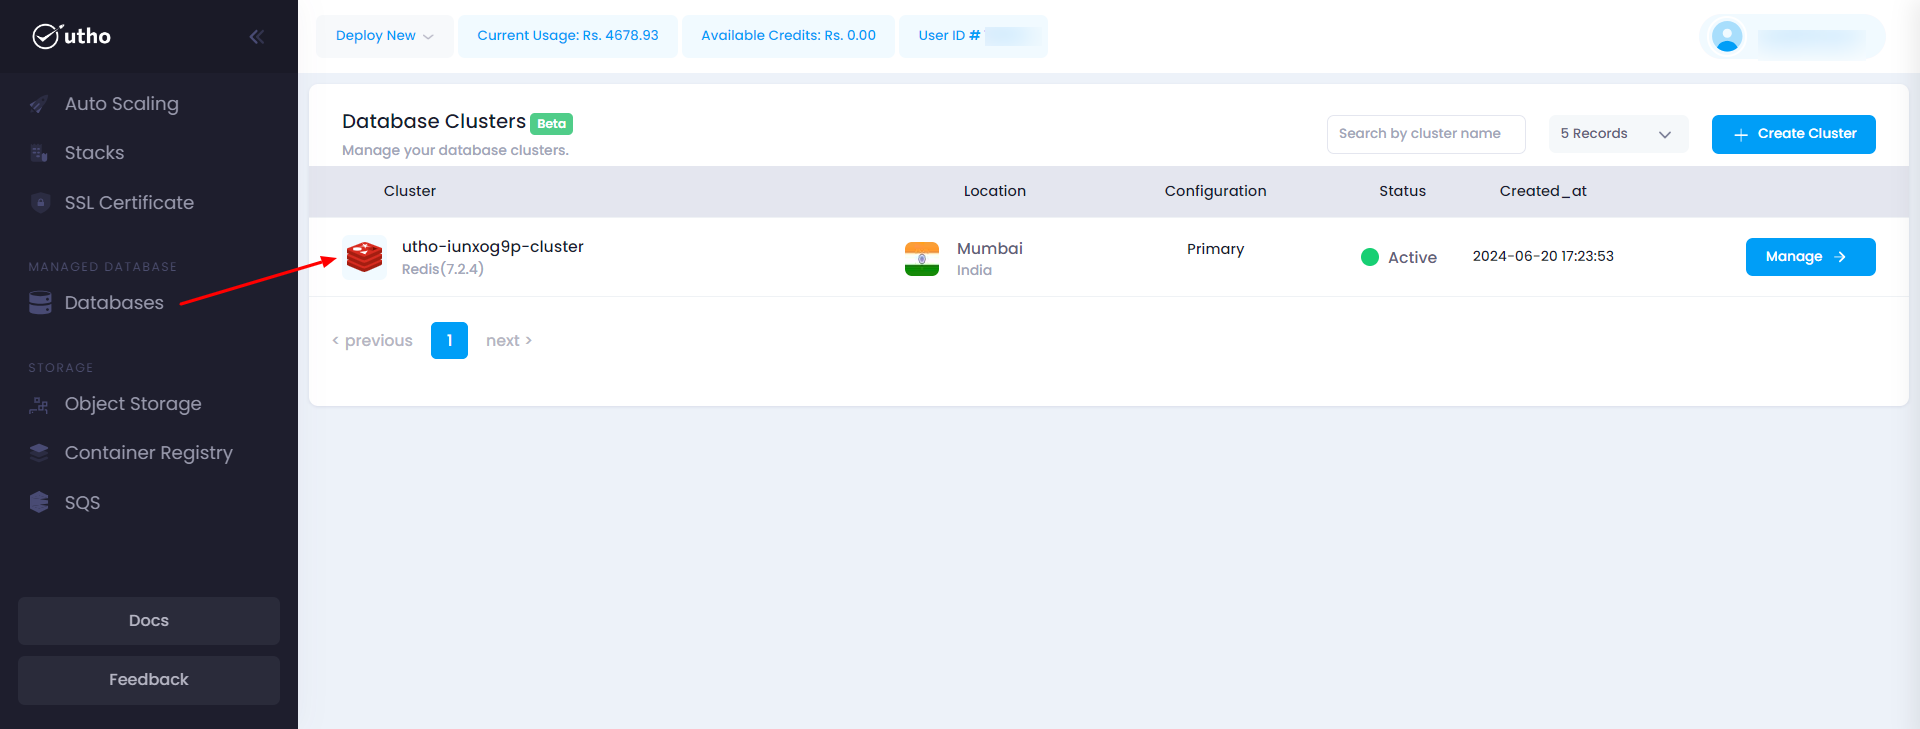 utho
Deploy New
Current Usage: Rs. 4678.93
Available Credits: Rs. 0.00
User ID #
Auto Scaling
Stacks
SSL Certificate
MANAGED DATABASE
Databases
STORAGE
Object Storage
Container Registry
SQS
Docs
Feedback
Database Clusters Beta
Manage your database clusters.
Search by cluster name
5 Records
+ Create Cluster
Cluster Location Configuration Status Created_at
utho-iunxog9p-cluster
Redis(7.2.4)
Mumbai
India
Primary
Active
2024-06-20 17:23:53
Manage →
< previous 1 next >